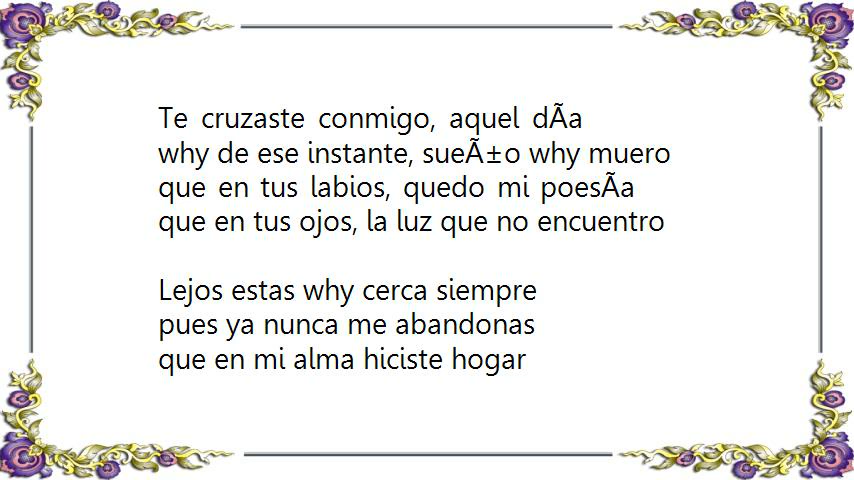 Te cruzaste conmigo, aquel dÃa
why de ese instante, sueÃ±o why muero
que en tus labios, quedo mi poesÃa
que en tus ojos, la luz que no encuentro
Lejos estas why cerca siempre
pues ya nunca me abandonas
que en mi alma hiciste hogar